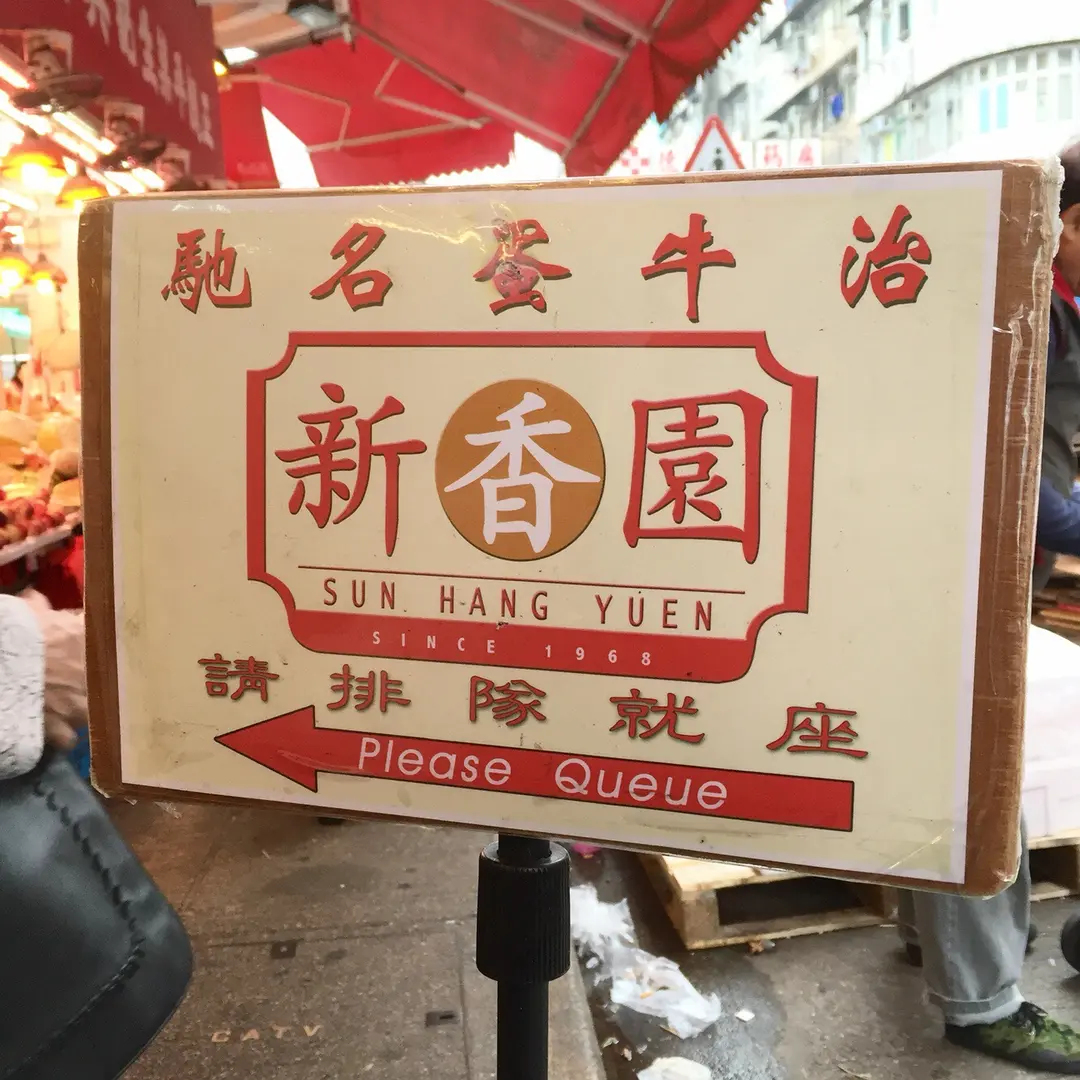 馳名蛋牛治
新香園
SUN HANG YUEN
SINCE 1968
請排隊就座
Please Queue
CATV